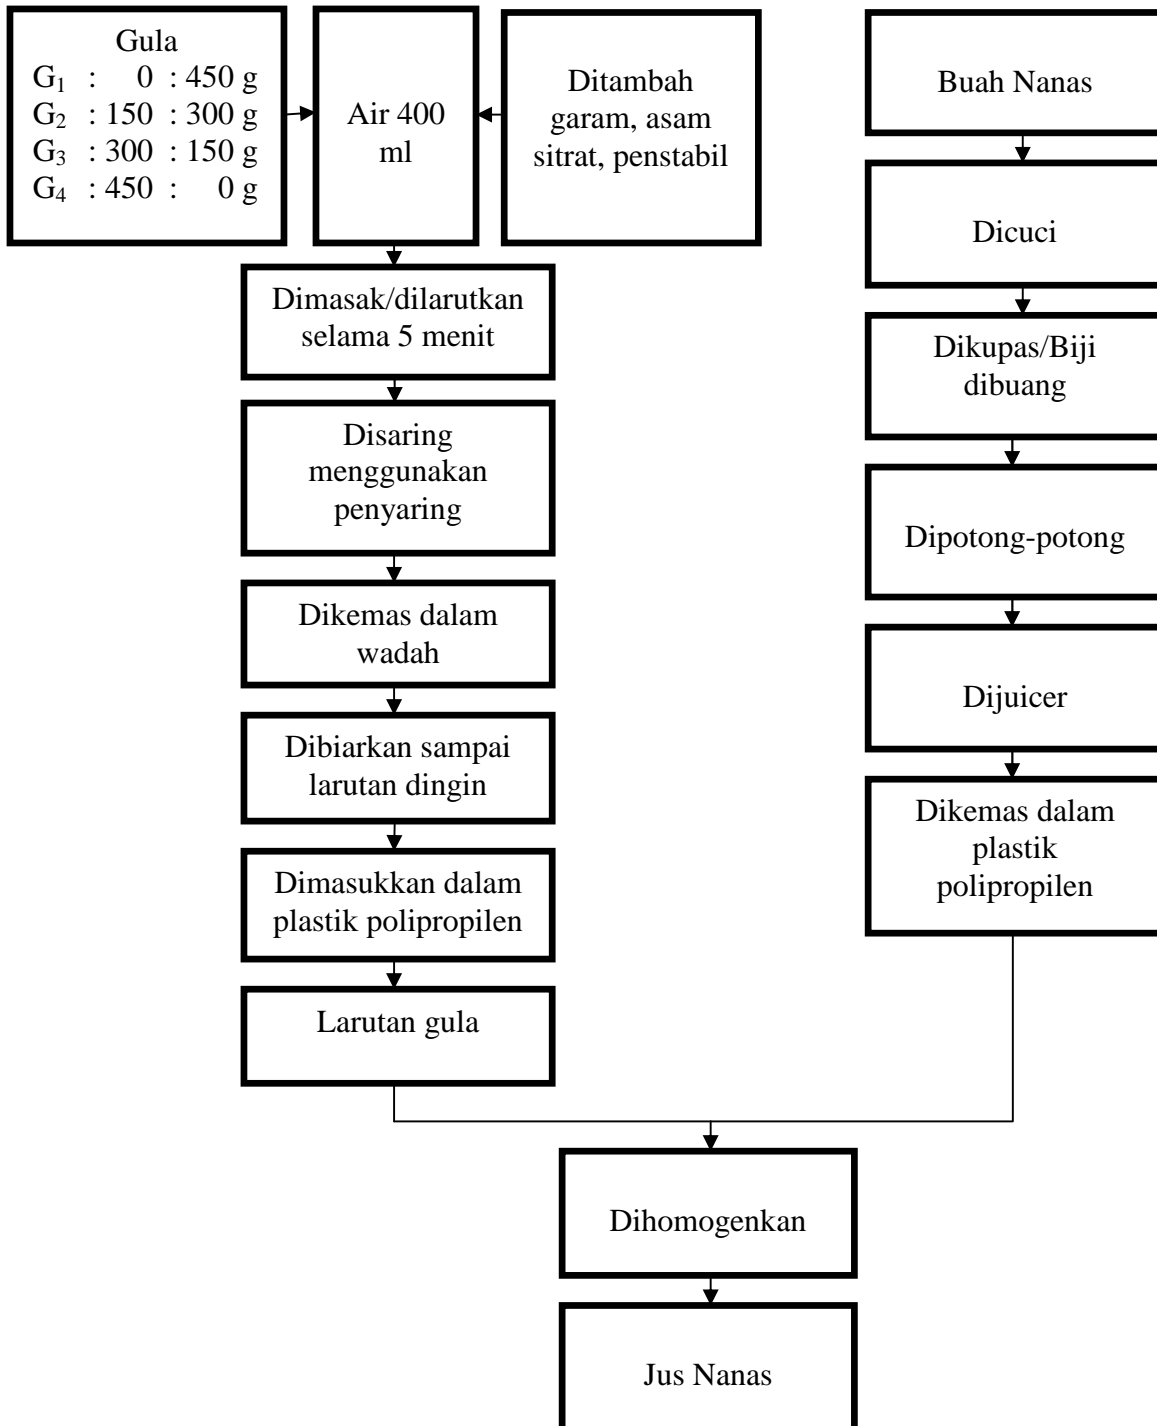 Gula
G₁ : 0 : 450 g
G₂ : 150 : 300 g
G₃ : 300 : 150 g
G₄ : 450 : 0 g
Air 400
ml
Ditambah
garam, asam
sitrat, penstabil
Dimasak/dilarutkan
selama 5 menit
Disaring
menggunakan
penyaring
Dikemas dalam
wadah
Dibiarkan sampai
larutan dingin
Dimasukkan dalam
plastik polipropilen
Larutan gula
Buah Nanas
Dicuci
Dikupas/Biji
dibuang
Dipotong-potong
Dijuicer
Dikemas dalam
plastik
polipropilen
Dihomogenkan
Jus Nanas